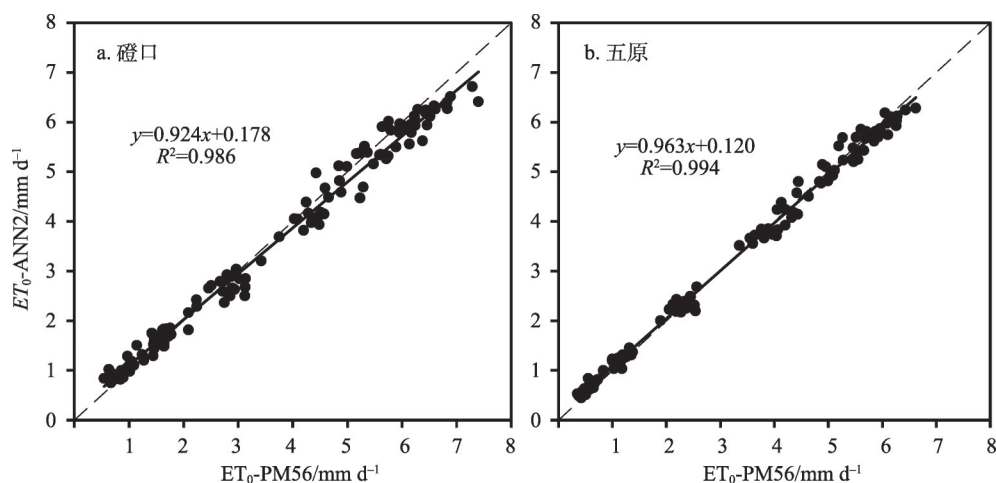 a. 磴口
y=0.924x+0.178
R²=0.986
ET₀-ANN2/mm d⁻¹
8
7
6
5
4
3
2
1
0
1 2 3 4 5 6 7 8
ET₀-PM56/mm d⁻¹
b. 五原
y=0.963x+0.120
R²=0.994
8
7
6
5
4
3
2
1
0
1 2 3 4 5 6 7 8
ET₀-PM56/mm d⁻¹